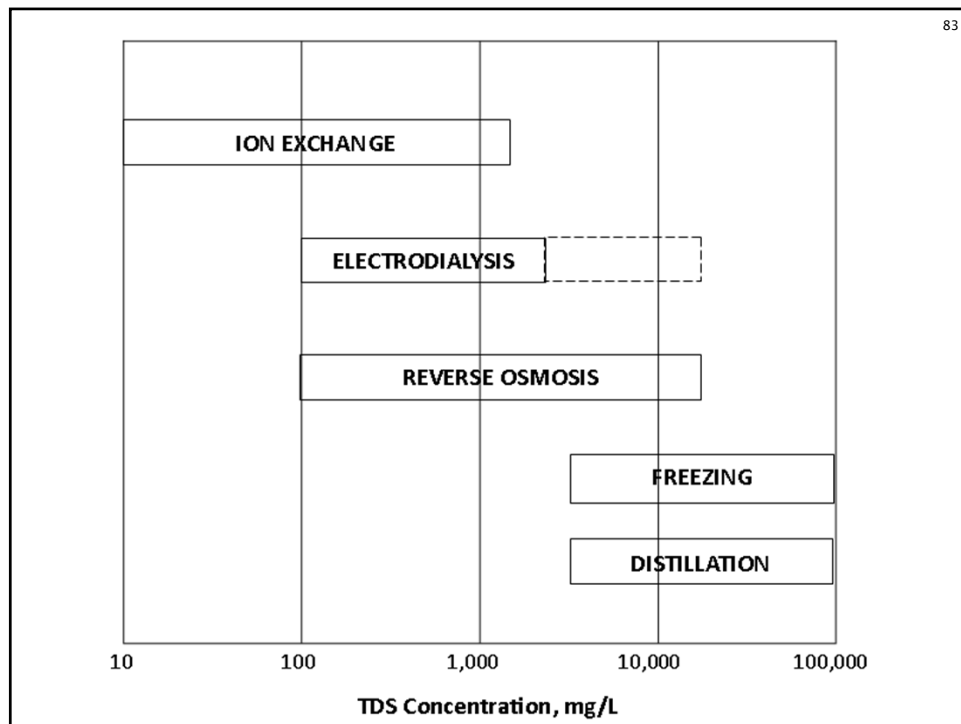 83
ION EXCHANGE
ELECTRODIALYSIS
REVERSE OSMOSIS
FREEZING
DISTILLATION
10 100 1,000 10,000 100,000
TDS Concentration, mg/L